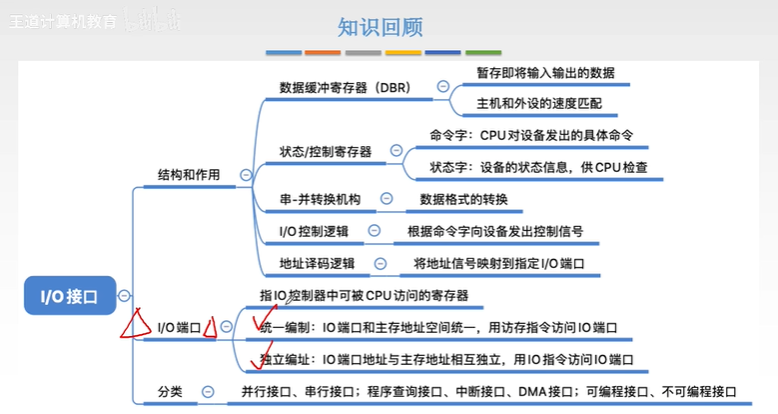 王道计算机教育
知识回顾
I/O接口
结构和作用
数据缓冲寄存器（DBR）
暂存即将输入输出的数据
主机和外设的速度匹配
状态/控制寄存器
命令字：CPU对设备发出的具体命令
状态字：设备的状态信息，供CPU检查
串-并转换机构
数据格式的转换
I/O控制逻辑
根据命令字向设备发出控制信号
地址译码逻辑
将地址信号映射到指定I/O端口
I/O端口
指IO控制器中可被CPU访问的寄存器
统一编制：IO端口和主存地址空间统一，用访存指令访问IO端口
独立编址：IO端口地址与主存地址相互独立，用IO指令访问IO端口
分类
并行接口、串行接口；程序查询接口、中断接口、DMA接口；可编程接口、不可编程接口